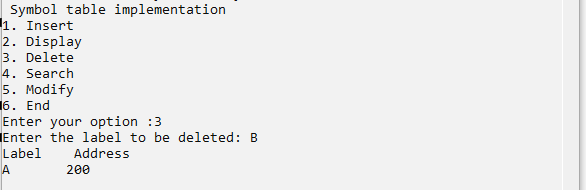 Symbol table implementation
1. Insert
2. Display
3. Delete
4. Search
5. Modify
6. End
Enter your option :3
Enter the label to be deleted: B
Label    Address
A       200